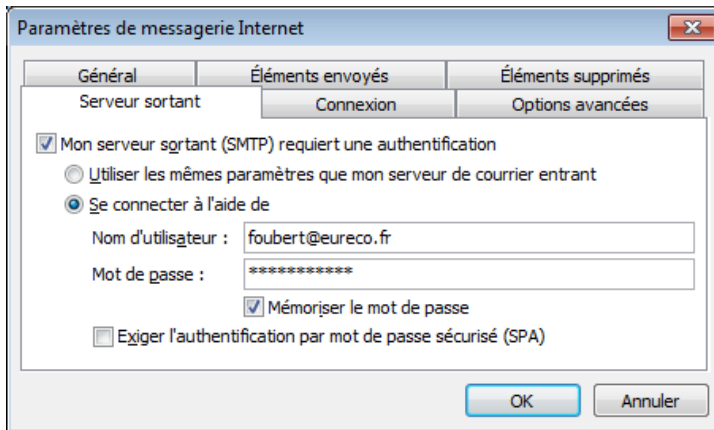 Paramètres de messagerie Internet
Général Éléments envoyés Éléments supprimés
Serveur sortant Connexion Options avancées
Mon serveur sortant (SMTP) requiert une authentification
Utiliser les mêmes paramètres que mon serveur de courrier entrant
Se connecter à l'aide de
Nom d'utilisateur : foubert@eureco.fr
Mot de passe : ***********
Mémoriser le mot de passe
Exiger l'authentification par mot de passe sécurisé (SPA)
OK Annuler